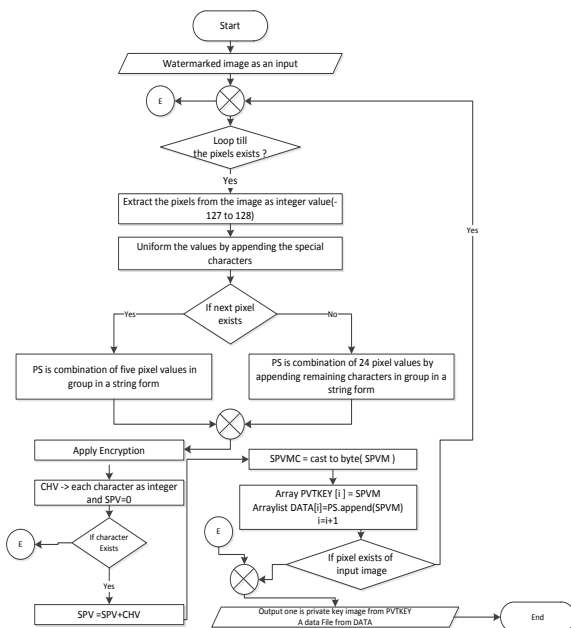 Start
Watermarked image as an input
E
Loop till
the pixels exists ?
Yes
Extract the pixels from the image as integer value(-
127 to 128)
Uniform the values by appending the special
characters
If next pixel
exists
Yes
No
PS is combination of five pixel values in
group in a string form
PS is combination of 24 pixel values by
appending remaining characters in group in a
string form
Yes
Apply Encryption
CHV -> each character as integer
and SPV=0
If character
Exists
E
Yes
SPV =SPV+CHV
SPVMC = cast to byte( SPVM )
Array PVTKEY [i ] = SPVM
Arraylist DATA[i]=PS.append(SPVM)
i=i+1
E
If pixel exists of
input image
Output one is private key image from PVTKEY
A data File from DATA
End